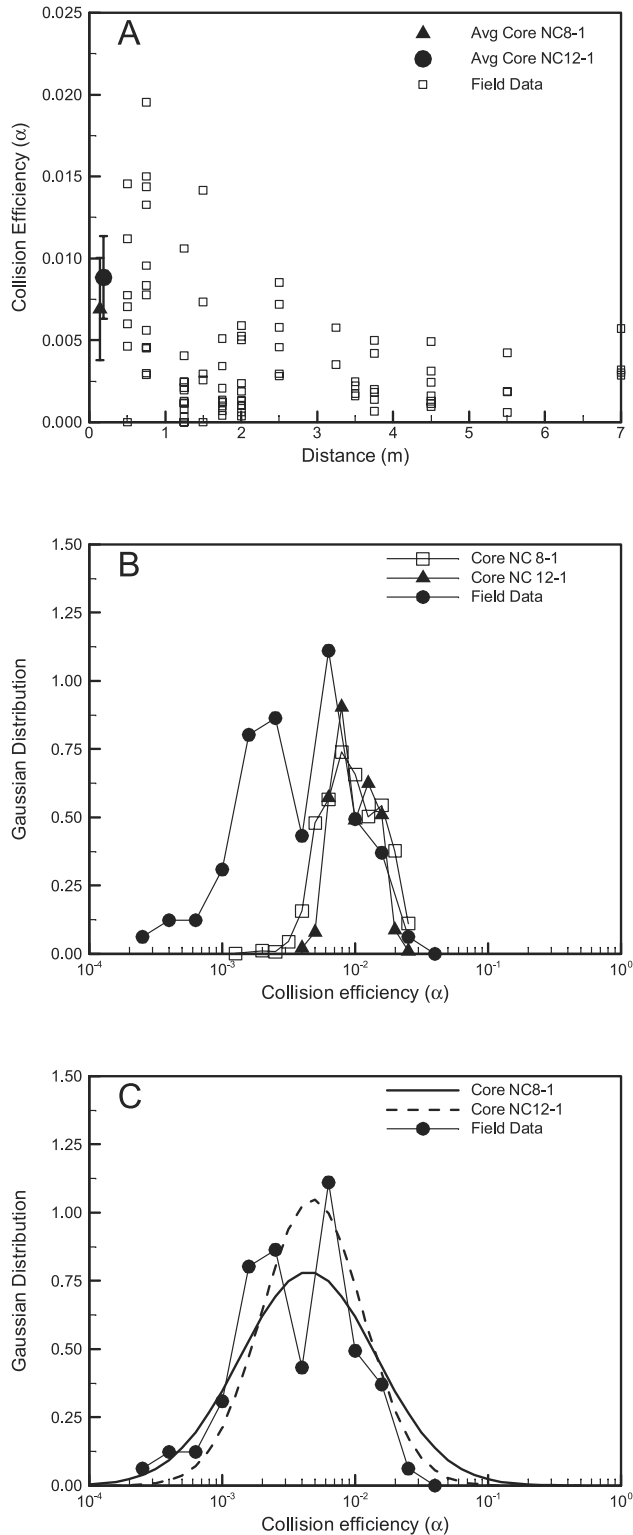 A
Avg Core NC8-1
Avg Core NC12-1
Field Data
Collision Efficiency (α)
0.025
0.020
0.015
0.010
0.005
0.000
0 1 2 3 4 5 6 7
Distance (m)
B
Core NC 8-1
Core NC 12-1
Field Data
Gaussian Distribution
1.50
1.25
1.00
0.75
0.50
0.25
0.00
10-4 10-3 10-2 10-1 100
Collision efficiency (α)
C
Core NC8-1
Core NC12-1
Field Data
Gaussian Distribution
1.50
1.25
1.00
0.75
0.50
0.25
0.00
10-4 10-3 10-2 10-1 100
Collision efficiency (α)